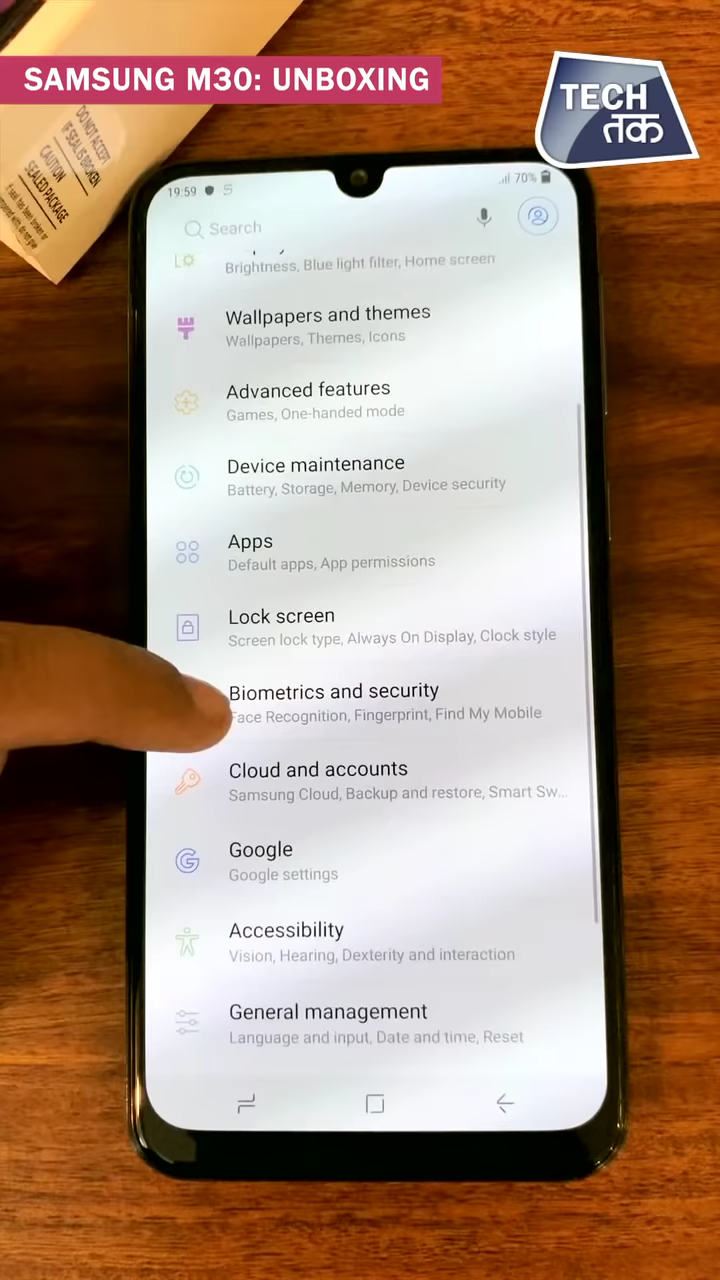 SAMSUNG M30: UNBOXING
TECH
तक
DO NOT ACCEPT
IF SEAL IS BROKEN
CAUTION
SEALED PACKAGE
19:59
70%
Search
Brightness, Blue light filter, Home screen
Wallpapers and themes
Wallpapers, Themes, Icons
Advanced features
Games, One-handed mode
Device maintenance
Battery, Storage, Memory, Device security
Apps
Default apps, App permissions
Lock screen
Screen lock type, Always On Display, Clock style
Biometrics and security
Face Recognition, Fingerprint, Find My Mobile
Cloud and accounts
Samsung Cloud, Backup and restore, Smart Sw...
Google
Google settings
Accessibility
Vision, Hearing, Dexterity and interaction
General management
Language and input, Date and time, Reset